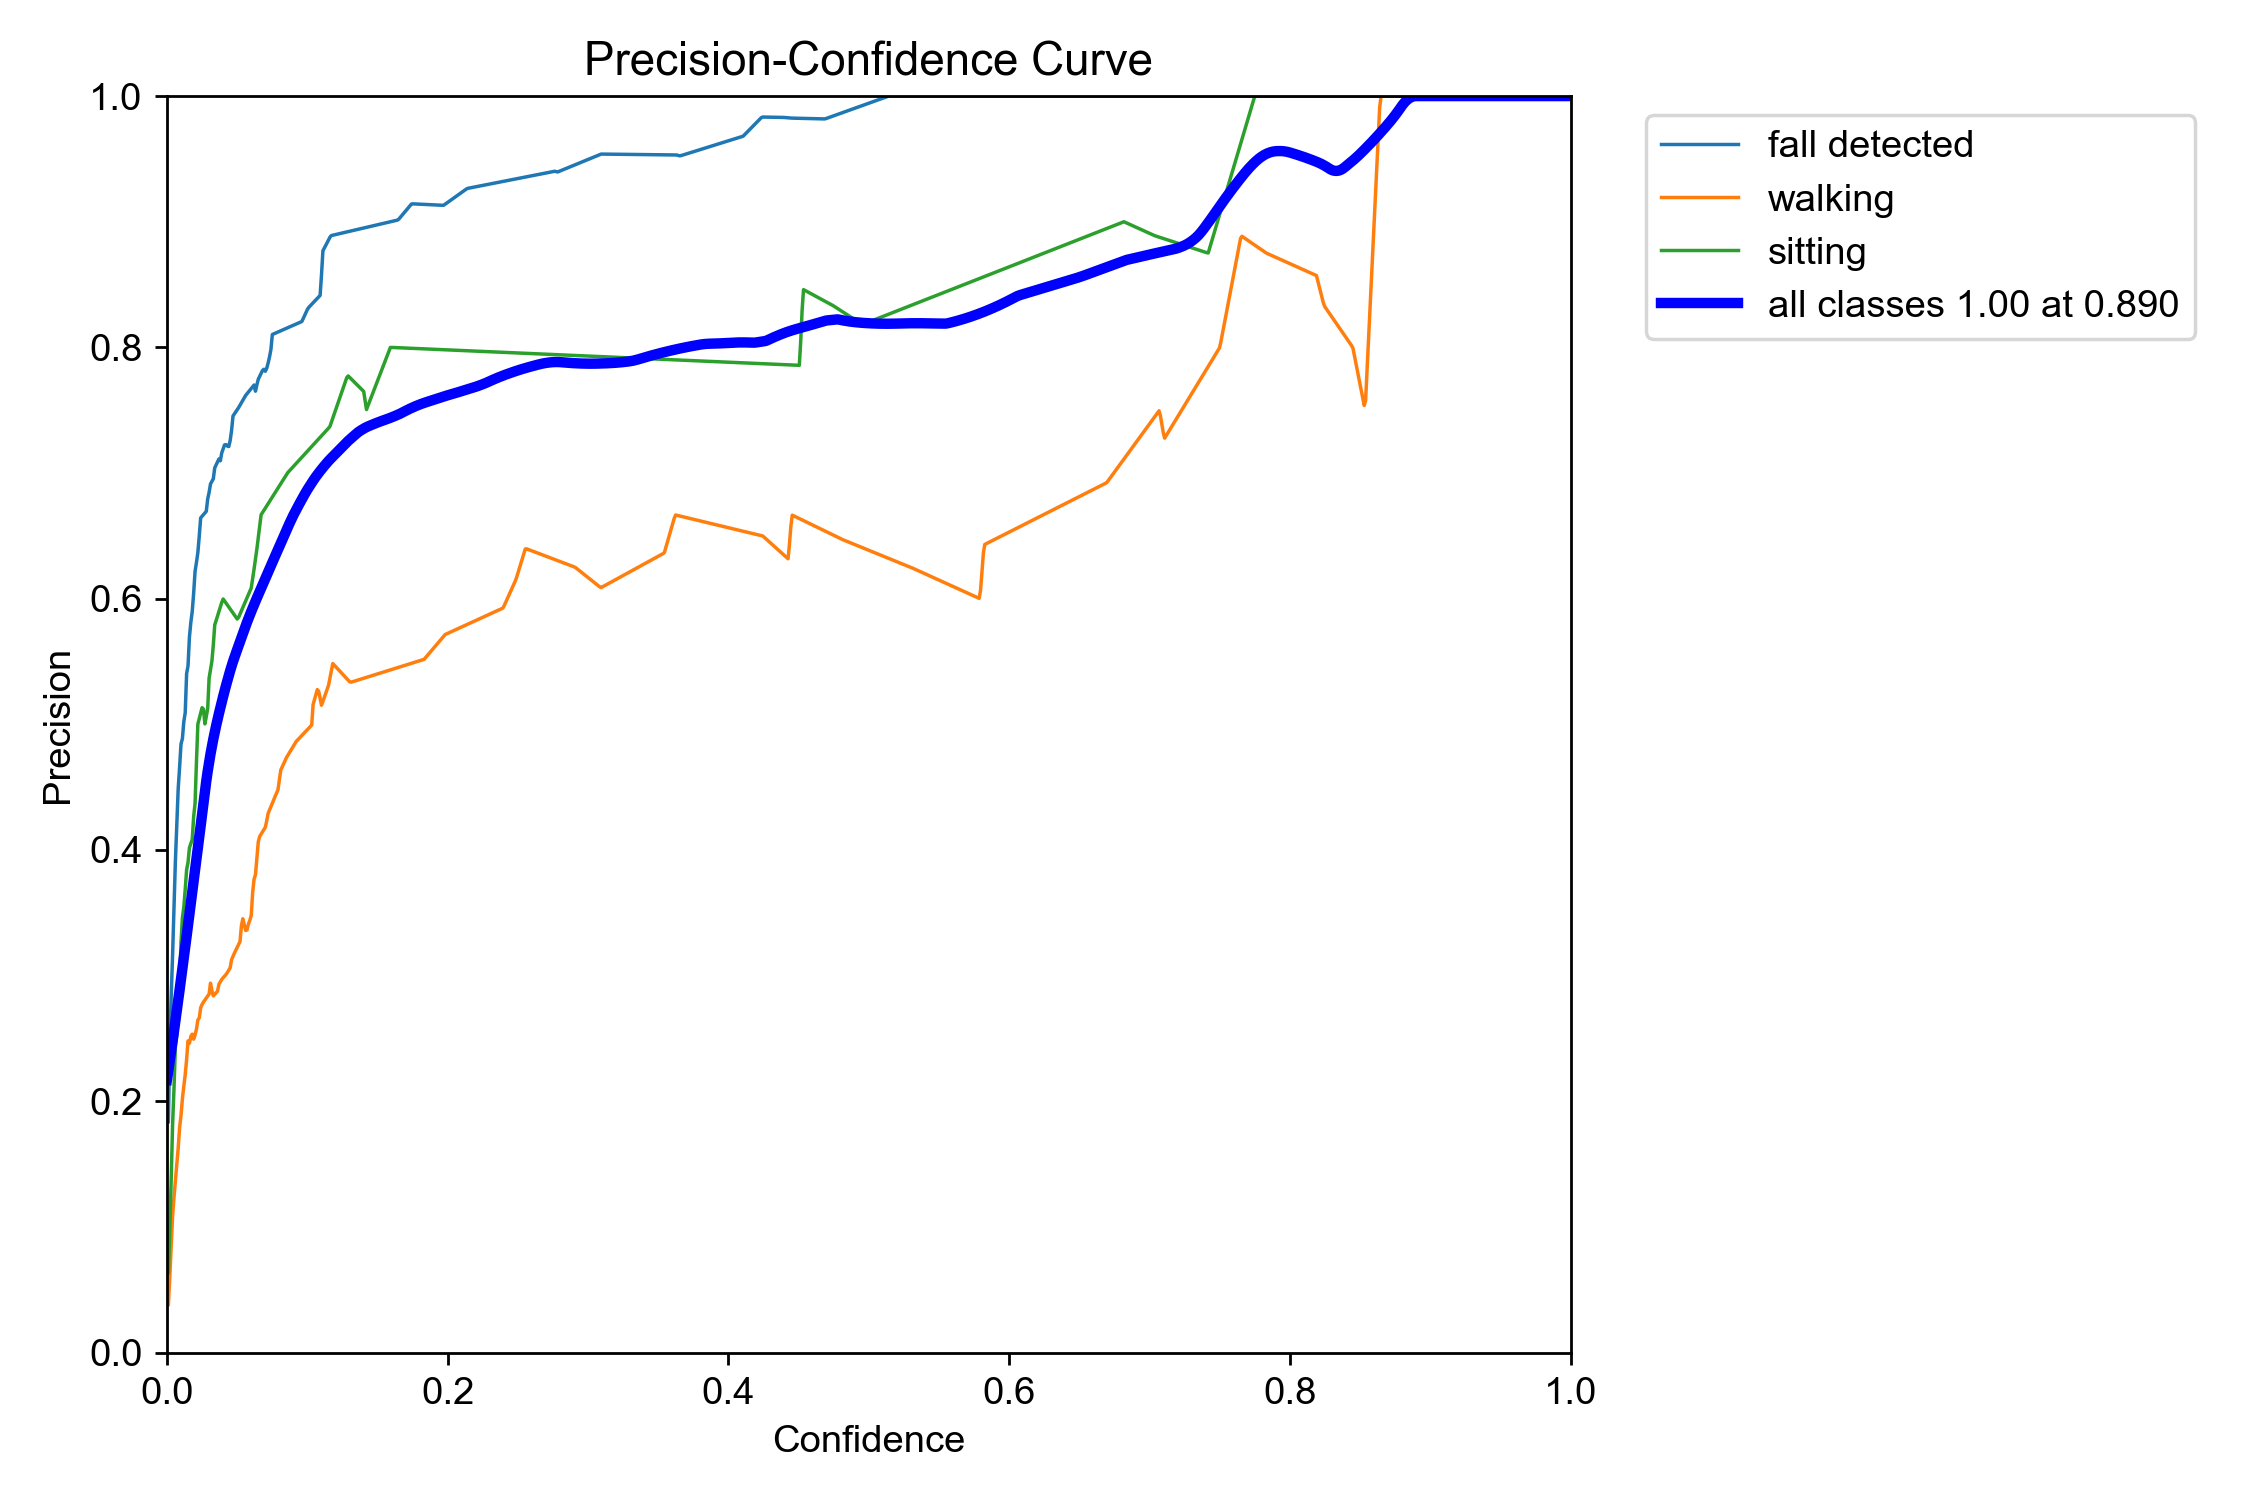 Precision-Confidence Curve
1.0
0.8
0.6
0.4
0.2
0.0
Precision
0.0 0.2 0.4 0.6 0.8 1.0
Confidence
fall detected
walking
sitting
all classes 1.00 at 0.890